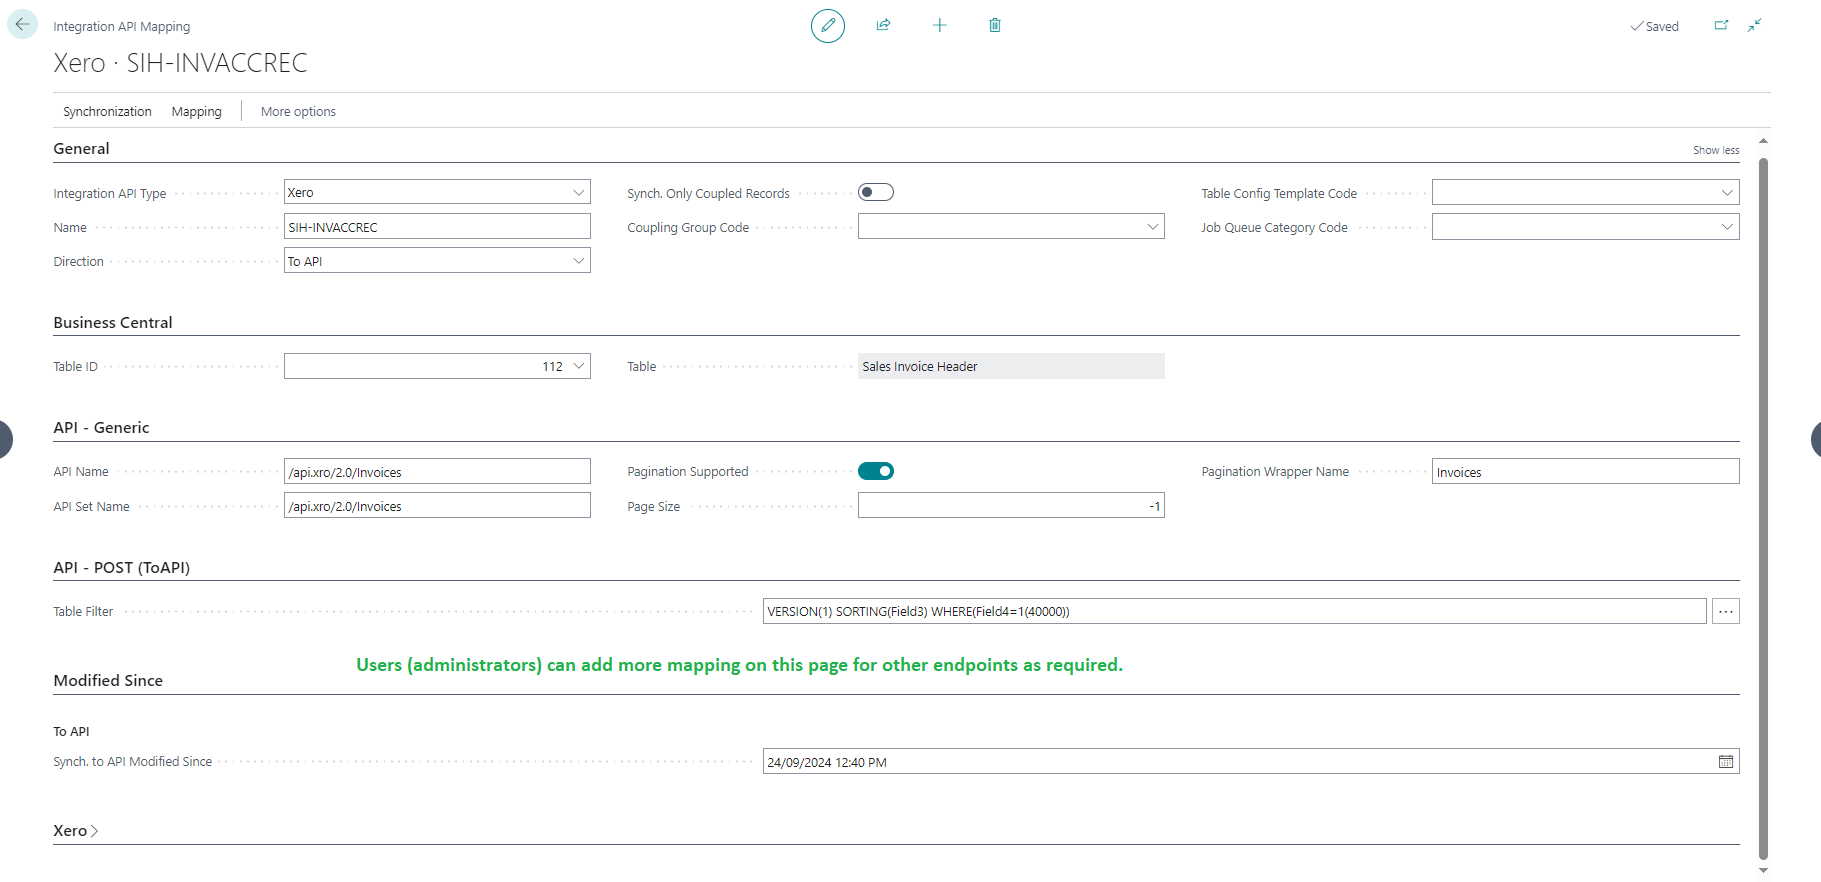 Integration API Mapping
Saved
Xero · SIH-INVACCREC
Synchronization Mapping More options
General
Show less
Integration API Type Xero Synch. Only Coupled Records Table Config Template Code
Name SIH-INVACCREC Coupling Group Code Job Queue Category Code
Direction To API
Business Central
Table ID 112 Table Sales Invoice Header
API - Generic
API Name /api.xro/2.0/Invoices Pagination Supported Pagination Wrapper Name Invoices
API Set Name /api.xro/2.0/Invoices Page Size -1
API - POST (ToAPI)
Table Filter VERSION(1) SORTING(Field3) WHERE(Field4=1(40000))
Users (administrators) can add more mapping on this page for other endpoints as required.
Modified Since
To API
Synch. to API Modified Since 24/09/2024 12:40 PM
Xero